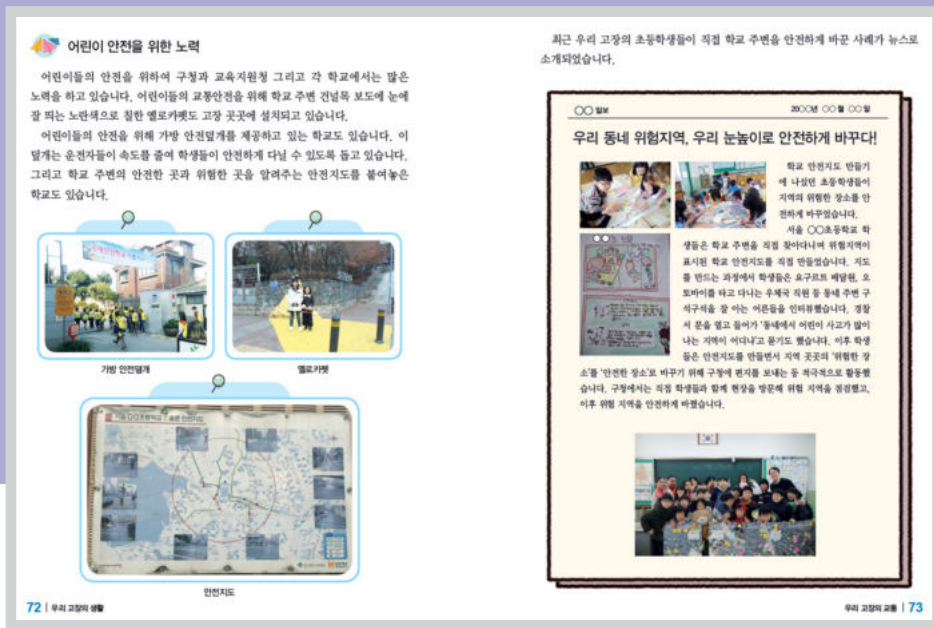 어린이 안전을 위한 노력
어린이들의 안전을 위하여 구청과 교육지원청 그리고 각 학교에서는 많은
노력을 하고 있습니다. 어린이들의 교통안전을 위해 학교 주변 건널목 보도에 눈에
잘 띄는 노란색으로 칠한 옐로카펫도 고장 곳곳에 설치되고 있습니다.
어린이들의 안전을 위해 가방 안전덮개를 제공하고 있는 학교도 있습니다. 이
덮개는 운전자들이 속도를 줄여 학생들이 안전하게 다닐 수 있도록 돕고 있습니다.
그리고 학교 주변의 안전한 곳과 위험한 곳을 알려주는 안전지도를 붙여놓은
학교도 있습니다.
가방 안전덮개
옐로카펫
서울 〇〇초등학교
안전지도
안전지도
72 | 우리 고장의 생활
최근 우리 고장의 초등학생들이 직접 학교 주변을 안전하게 바꾼 사례가 뉴스로
소개되었습니다.
〇〇 일보
20〇〇년 〇〇월 〇〇일
우리 동네 위험지역, 우리 눈높이로 안전하게 바꾸다!
학교 안전지도 만들기
에 나섰던 초등학생들이
지역의 위험한 장소를 안
전하게 바꾸었습니다.
서울 〇〇초등학교 학
생들은 학교 주변을 직접 찾아다니며 위험지역이
표시된 학교 안전지도를 직접 만들었습니다. 지도
를 만드는 과정에서 학생들은 요구르트 배달원, 오
토바이를 타고 다니는 우체국 직원 등 동네 주변 구
석구석을 잘 아는 어른들을 인터뷰했습니다. 경찰
서 문을 열고 들어가 '동네에서 어린이 사고가 많이
나는 지역이 어디냐'고 묻기도 했습니다. 이후 학생
들은 안전지도를 만들면서 지역 곳곳의 '위험한 장
소'를 '안전한 장소'로 바꾸기 위해 구청에 편지를 보내는 등 적극적으로 활동했
습니다. 구청에서는 직접 학생들과 함께 현장을 방문해 위험 지역을 점검했고,
이후 위험 지역을 안전하게 바꿨습니다.
우리 고장의 교통 | 73